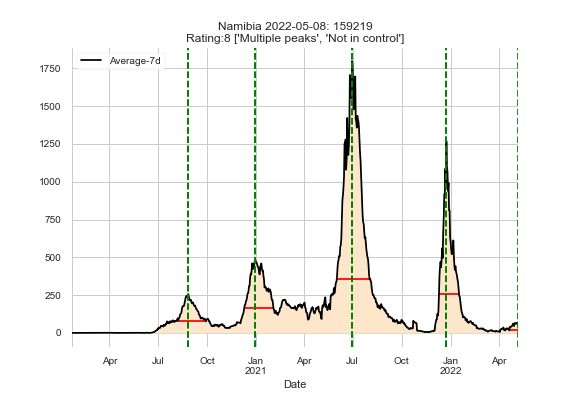 Namibia 2022-05-08: 159219
Rating:8 ['Multiple peaks', 'Not in control']
Average-7d
1750
1500
1250
1000
750
500
250
0
Apr Jul Oct Jan Apr Jul Oct Jan Apr
2021 2022
Date